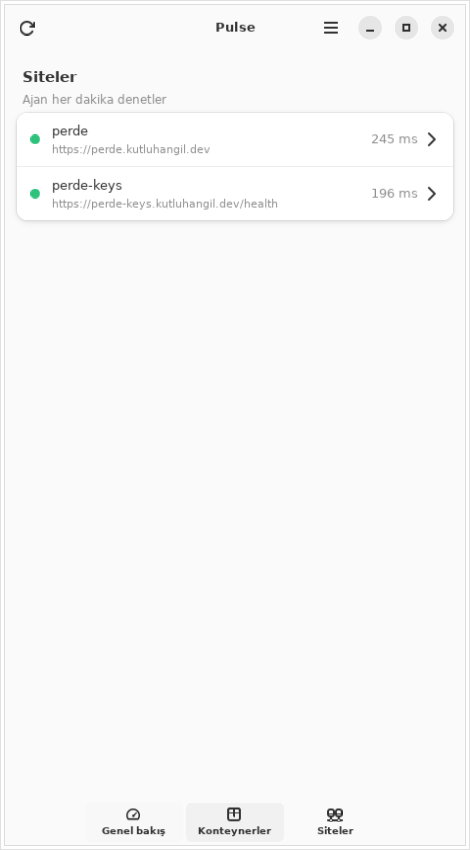 Pulse
Siteler
Ajan her dakika denetler
perde
245 ms
https://perde.kutluhangil.dev
perde-keys
196 ms
https://perde-keys.kutluhangil.dev/health
Genel bakış
Konteynerler
Siteler